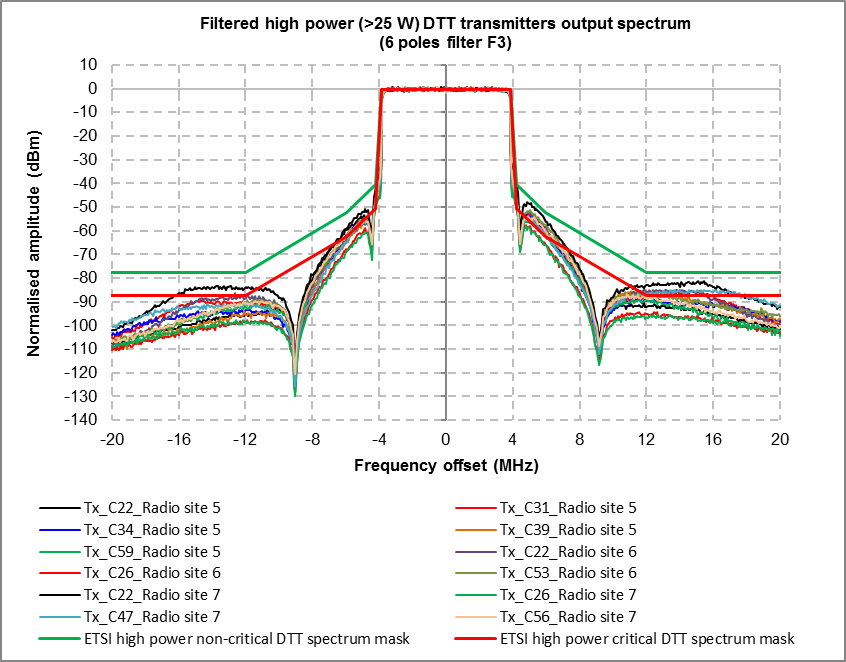 Filtered high power (>25 W) DTT transmitters output spectrum
(6 poles filter F3)
Normalised amplitude (dBm)
10
0
-10
-20
-30
-40
-50
-60
-70
-80
-90
-100
-110
-120
-130
-140
-20 -16 -12 -8 -4 0 4 8 12 16 20
Frequency offset (MHz)
Tx_C22_Radio site 5 Tx_C31_Radio site 5
Tx_C34_Radio site 5 Tx_C39_Radio site 5
Tx_C59_Radio site 5 Tx_C22_Radio site 6
Tx_C26_Radio site 6 Tx_C53_Radio site 6
Tx_C22_Radio site 7 Tx_C26_Radio site 7
Tx_C47_Radio site 7 Tx_C56_Radio site 7
ETSI high power non-critical DTT spectrum mask ETSI high power critical DTT spectrum mask